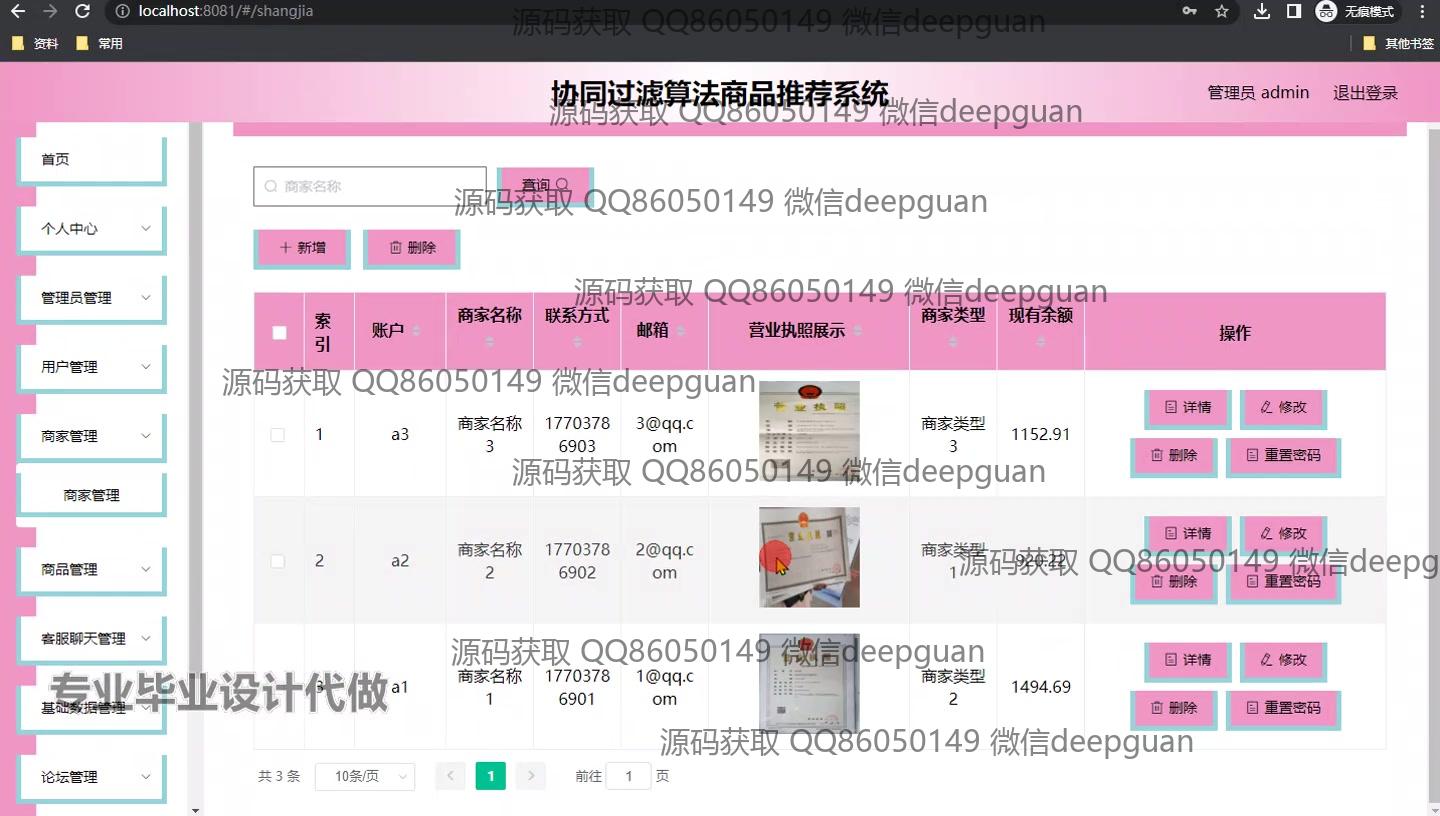 localhost:8081/#/shangjia
无痕模式
资料
常用
其他书签
源码获取 QQ86050149 微信deepguan
协同过滤算法商品推荐系统
管理员 admin
退出登录
源码获取 QQ86050149 微信deepguan
首页
个人中心
管理员管理
用户管理
商家管理
商家管理
商品管理
客服聊天管理
基础数据管理
论坛管理
专业毕业设计代做
商家名称
查询
源码获取 QQ86050149 微信deepguan
新增
删除
源码获取 QQ86050149 微信deepguan
索引
账户
商家名称
联系方式
邮箱
营业执照展示
商家类型
现有余额
操作
源码获取 QQ86050149 微信deepguan
1
a3
商家名称3
17703786903
3@qq.com
商家类型3
1152.91
详情
修改
删除
重置密码
源码获取 QQ86050149 微信deepguan
2
a2
商家名称2
17703786902
2@qq.com
商家类型1
920.22
详情
修改
删除
重置密码
源码获取 QQ86050149 微信deepg
源码获取 QQ86050149 微信deepguan
3
a1
商家名称1
17703786901
1@qq.com
商家类型2
1494.69
详情
修改
删除
重置密码
源码获取 QQ86050149 微信deepguan
共 3 条
10条/页
1
前往
1
页